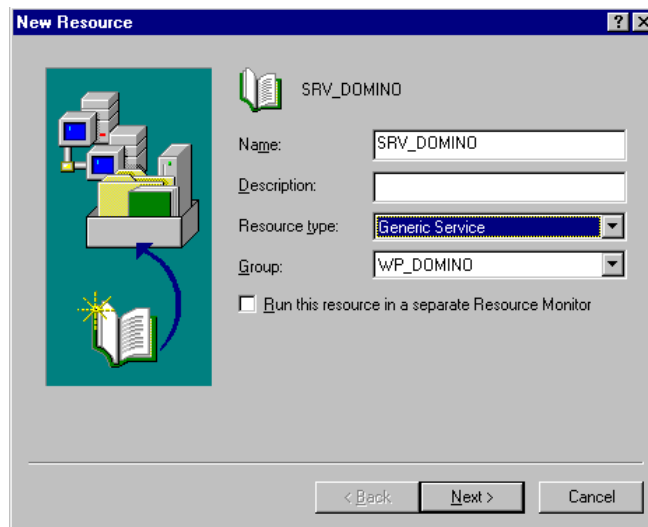 New Resource
SRV_DOMINO
Name: SRV_DOMINO
Description:
Resource type: Generic Service
Group: WP_DOMINO
Run this resource in a separate Resource Monitor
< Back Next > Cancel